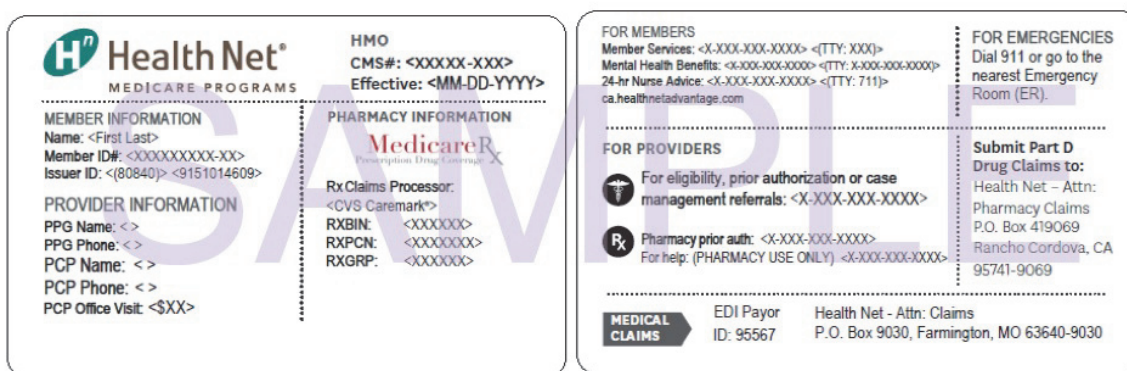 Hn Health Net®
MEDICARE PROGRAMS
HMO
CMS#: <XXXXX-XXX>
Effective: <MM-DD-YYYY>
MEMBER INFORMATION
Name: <First Last>
Member ID#: <XXXXXXXXX-XX>
Issuer ID: <(80840)> <9151014609>
PROVIDER INFORMATION
PPG Name: < >
PPG Phone: < >
PCP Name: < >
PCP Phone: < >
PCP Office Visit: <$XX>
PHARMACY INFORMATION
MedicareRx
Prescription Drug Coverage
Rx Claims Processor:
<CVS Caremark®>
RXBIN: <XXXXXX>
RXPCN: <XXXXXXX>
RXGRP: <XXXXXX>
FOR MEMBERS
Member Services: <X-XXX-XXX-XXXX> <(TTY: XXX)>
Mental Health Benefits: <X-XXX-XXX-XXXX> <(TTY: X-XXX-XXX-XXXX)>
24-hr Nurse Advice: <X-XXX-XXX-XXXX> <(TTY: 711)>
ca.healthnetadvantage.com
FOR EMERGENCIES
Dial 911 or go to the
nearest Emergency
Room (ER).
FOR PROVIDERS
For eligibility, prior authorization or case
management referrals: <X-XXX-XXX-XXXX>
Rx Pharmacy prior auth: <X-XXX-XXX-XXXX>
For help: (PHARMACY USE ONLY) <X-XXX-XXX-XXXX>
Submit Part D
Drug Claims to:
Health Net – Attn:
Pharmacy Claims
P.O. Box 419069
Rancho Cordova, CA
95741-9069
MEDICAL
CLAIMS
EDI Payor
ID: 95567
Health Net - Attn: Claims
P.O. Box 9030, Farmington, MO 63640-9030
SAMPLE